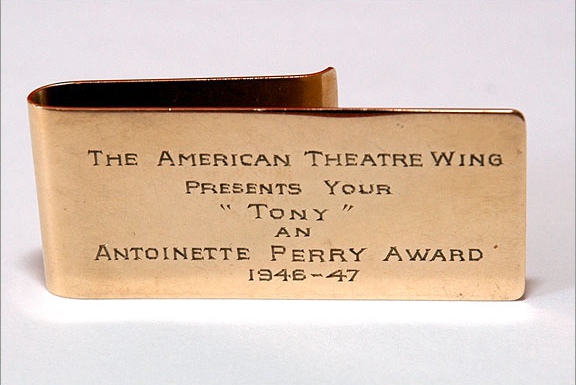 THE AMERICAN THEATRE WING
PRESENTS YOUR
" TONY "
AN
ANTOINETTE PERRY AWARD
1946-47